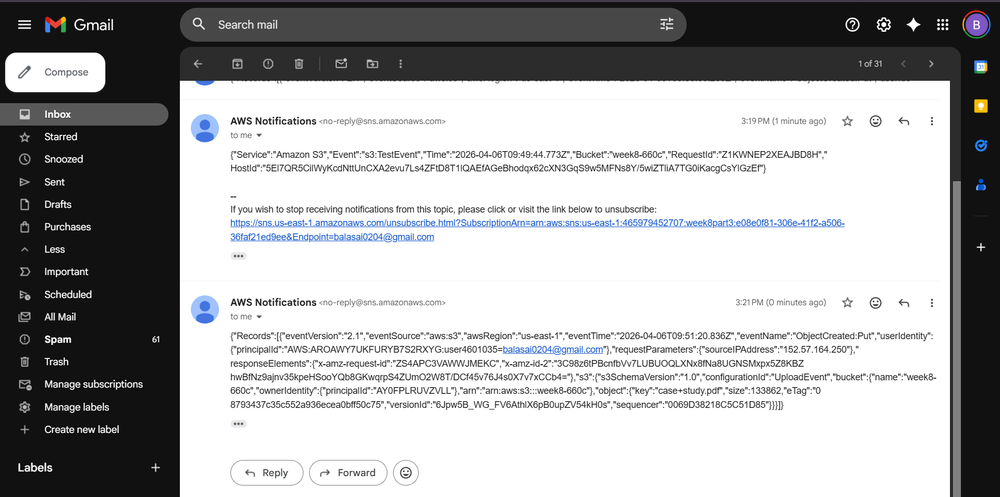 Gmail
Search mail
B
Compose
1 of 31
31
Inbox
Starred
Snoozed
Sent
Drafts
Purchases
Less
Important
Scheduled
All Mail
Spam 61
Trash
Manage subscriptions
Manage labels
Create new label
Labels
AWS Notifications <no-reply@sns.amazonaws.com> 3:19 PM (1 minute ago)
to me
{"Service":"Amazon S3","Event":"s3:TestEvent","Time":"2026-04-06T09:49:44.773Z","Bucket":"week8-660c","RequestId":"Z1KWNEP2XEAJBD8H","
HostId":"5El7QR5CilWyKcdNttUnCXA2evu7Ls4ZFtD8T1lQAEfAGeBhodqx62cXN3GqS9w5MFNs8Y/5wiZTliA7TG0iKacgCsYlGzEf"}
--
If you wish to stop receiving notifications from this topic, please click or visit the link below to unsubscribe:
https://sns.us-east-1.amazonaws.com/unsubscribe.html?SubscriptionArn=arn:aws:sns:us-east-1:465979452707:week8part3:e08e0f81-306e-41f2-a506-
36faf21ed9ee&Endpoint=balasai0204@gmail.com
AWS Notifications <no-reply@sns.amazonaws.com> 3:21 PM (0 minutes ago)
to me
{"Records":[{"eventVersion":"2.1","eventSource":"aws:s3","awsRegion":"us-east-1","eventTime":"2026-04-06T09:51:20.836Z","eventName":"ObjectCreated:Put","userIdentity":
{"principalId":"AWS:AROAWY7UKFURYB7S2RXYG:user4601035=balasai0204@gmail.com"},"requestParameters":{"sourceIPAddress":"152.57.164.250"},"
responseElements":{"x-amz-request-id":"ZS4APC3VAWWJMEKC","x-amz-id-2":"3C98z6tPBcnfbVv7LUBUOQLXNx8fNa8UGNSMxpx5Z8KBZ
hwBfNz9ajnv35kpeHSooYQb8GKwqrpS4ZUmO2W8T/DCf45v76J4s0X7v7xCCb4="},"s3":{"s3SchemaVersion":"1.0","configurationId":"UploadEvent","bucket":{"name":"week8-
660c","ownerIdentity":{"principalId":"AY0FPLRUVZVLL"},"arn":"arn:aws:s3:::week8-660c"},"object":{"key":"case+study.pdf","size":133862,"eTag":"0
8793437c35c552a936ecea0bff50c75","versionId":"6Jpw5B_WG_FV6AthlX6pB0upZV54kH0s","sequencer":"0069D38218C5C51D85"}}}]}
Reply
Forward